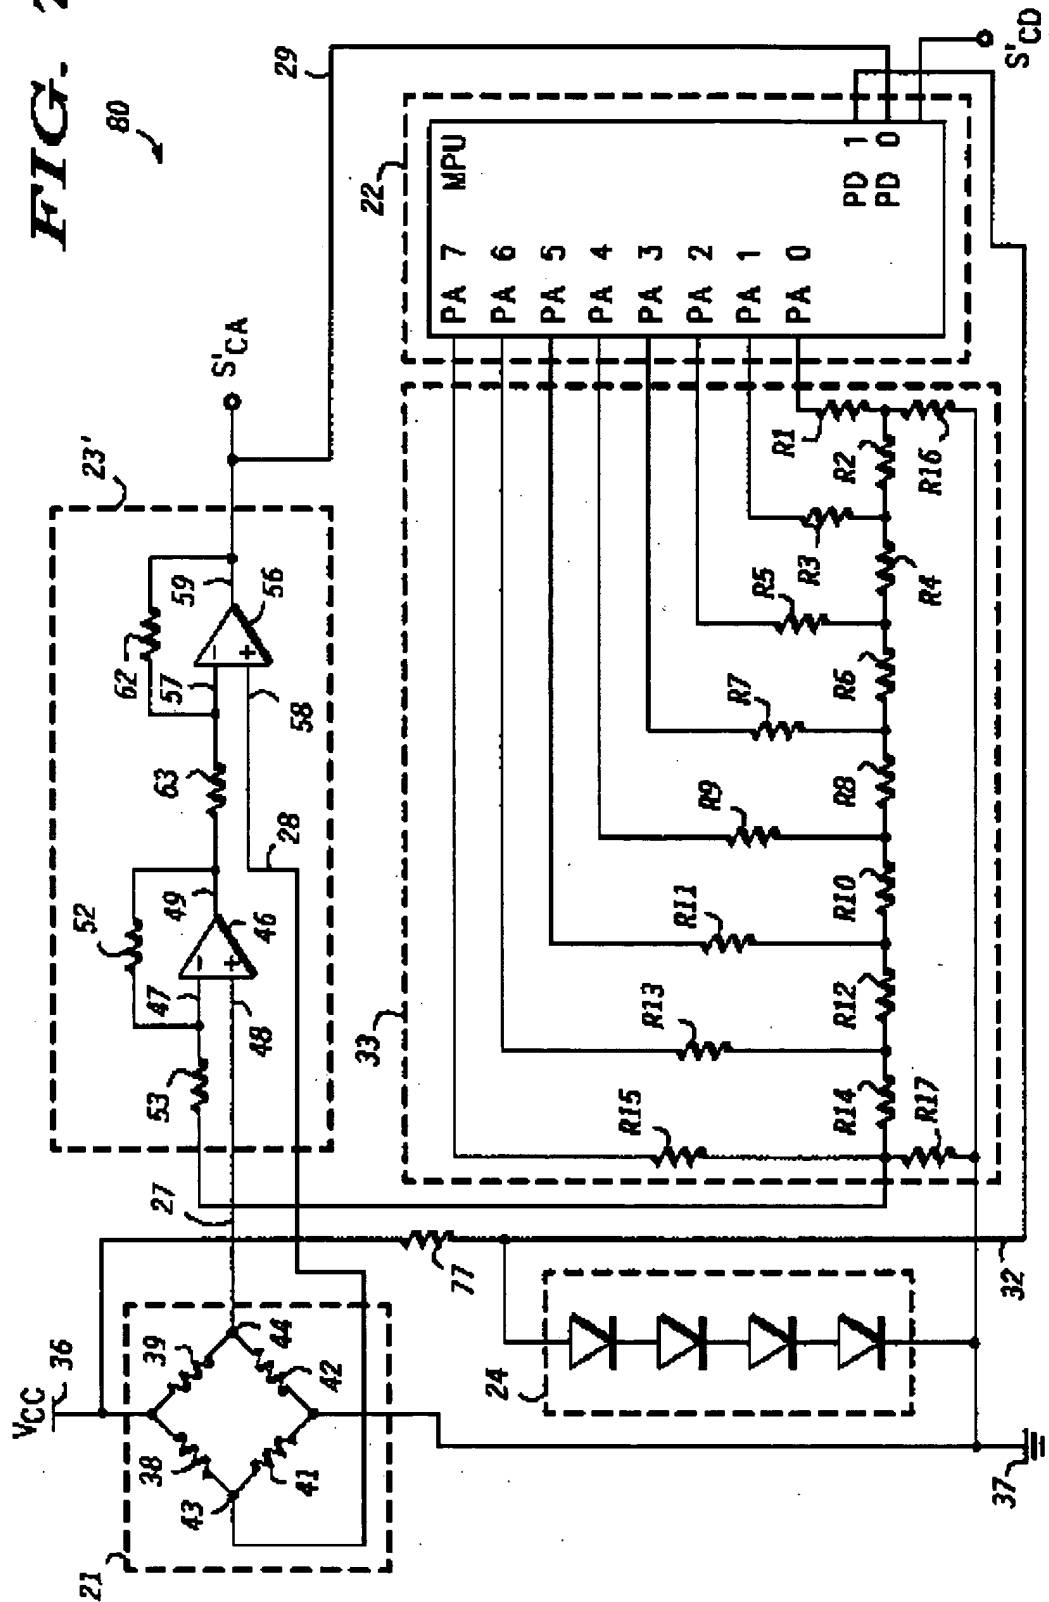 FIG. 2
80
VCC
36
21
38
39
41
42
43
44
27
23'
53
47
48
52
49
46
63
28
62
57
58
59
56
S'CA
29
22
MPU
PA 7
PA 6
PA 5
PA 4
PA 3
PA 2
PA 1
PA 0
PD 1
PD 0
S'CD
33
R15
R13
R11
R9
R7
R5
R3
R1
R17
R14
R12
R10
R8
R6
R4
R2
R16
77
24
32
37